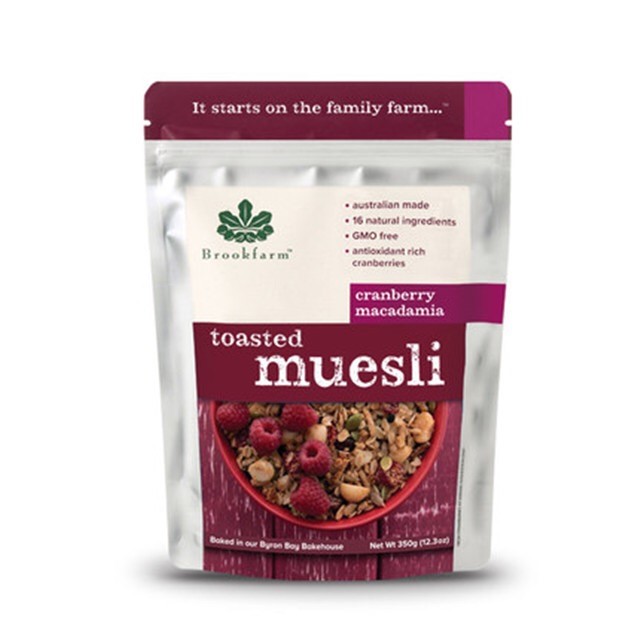 It starts on the family farm...™
Brookfarm™
• australian made
• 16 natural ingredients
• GMO free
• antioxidant rich
cranberries
cranberry
macadamia
toasted
muesli
Baked in our Byron Bay Bakehouse
Net Wt 350g (12.3oz)